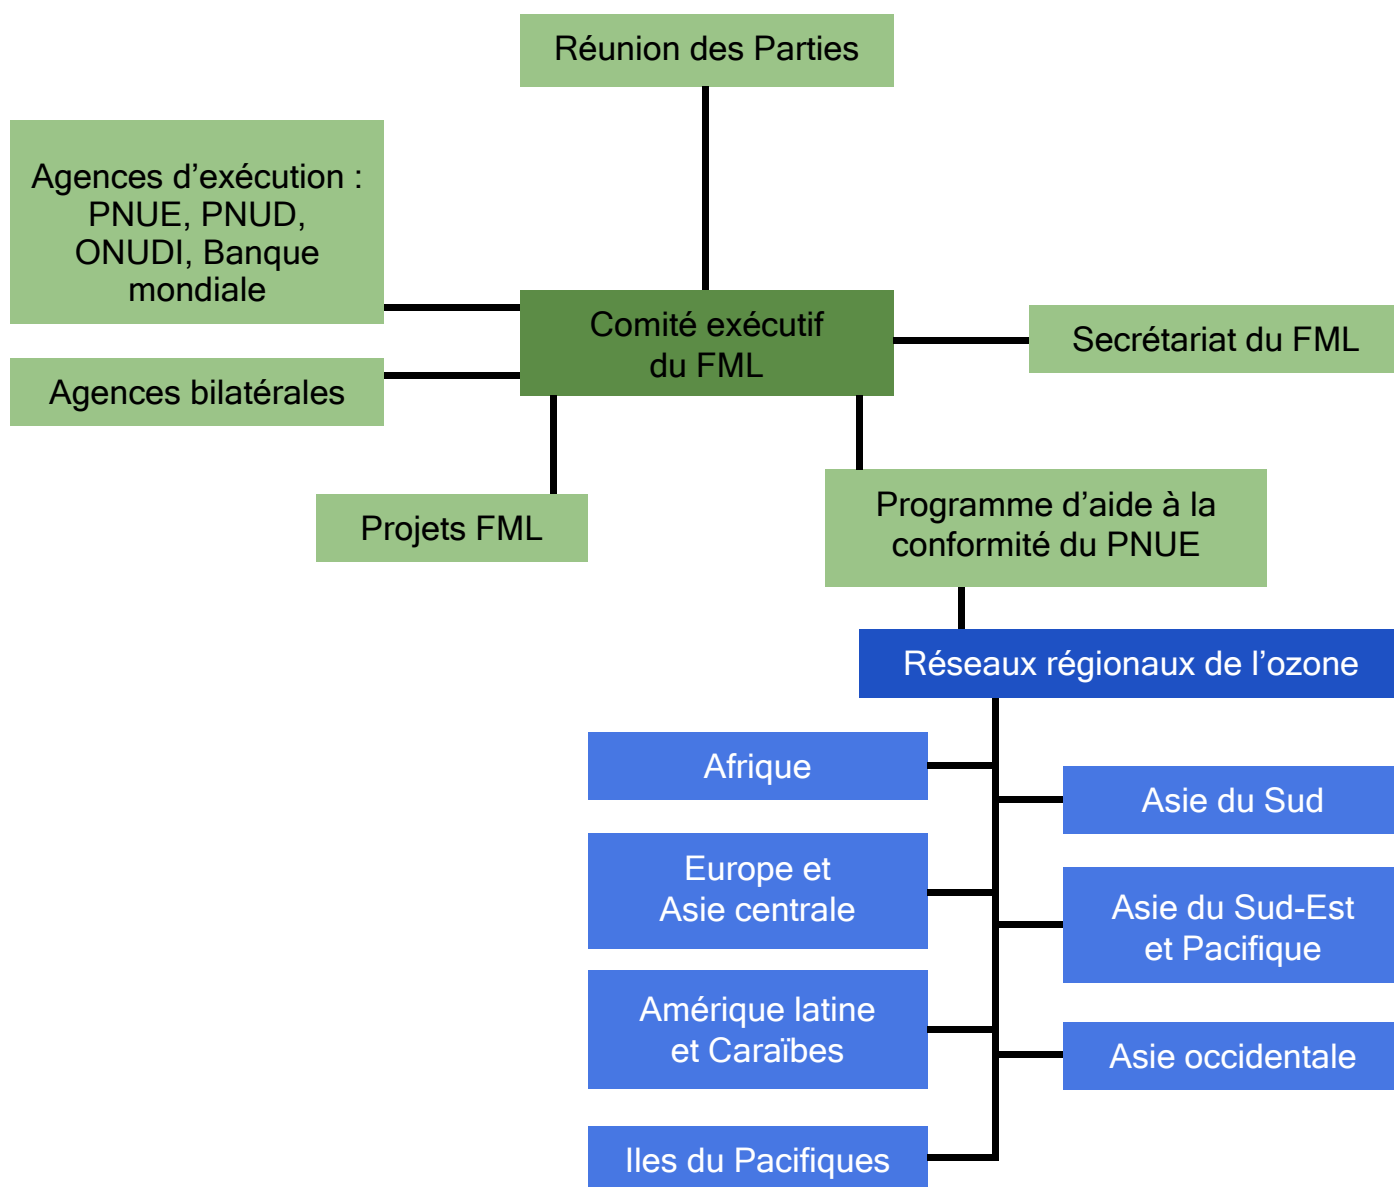 Réunion des Parties
Agences d’exécution :
PNUE, PNUD,
ONUDI, Banque
mondiale
Comité exécutif
du FML
Secrétariat du FML
Agences bilatérales
Projets FML
Programme d’aide à la
conformité du PNUE
Réseaux régionaux de l’ozone
Afrique
Asie du Sud
Europe et
Asie centrale
Asie du Sud-Est
et Pacifique
Amérique latine
et Caraïbes
Asie occidentale
Iles du Pacifiques